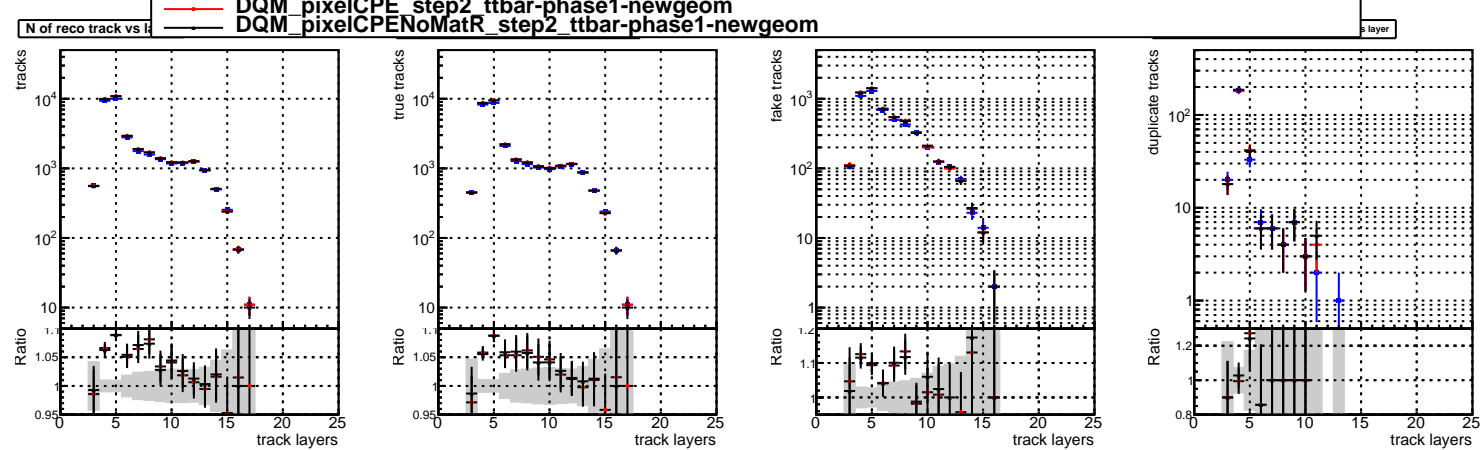 DQM_pixelCPE_step2_ttbar-phase1-newgeom
DQM_pixelCPENoMatR_step2_ttbar-phase1-newgeom
N of reco track vs la
s layer
tracks
10⁴
10³
10²
10
Ratio
1.1
1.05
1
0.95
0 5 10 15 20 25
track layers
true tracks
10⁴
10³
10²
10
Ratio
1.1
1.05
1
0.95
0 5 10 15 20 25
track layers
fake tracks
10³
10²
10
1
Ratio
1.2
1.1
1
0 5 10 15 20 25
track layers
duplicate tracks
10²
10
1
Ratio
1.2
1
0.8
0 5 10 15 20 25
track layers